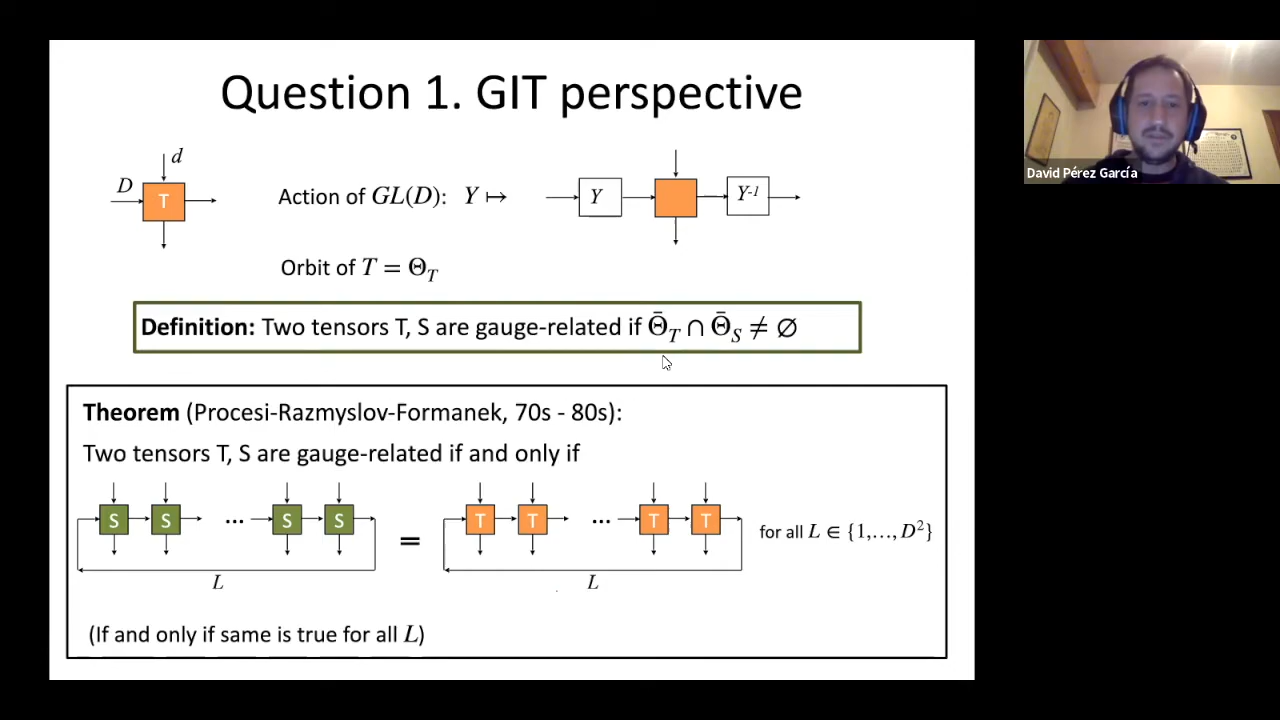 Question 1. GIT perspective
d
D
T
Action of GL(D): Y ↦
Y
Y⁻¹
Orbit of T = Θ_T
Definition: Two tensors T, S are gauge-related if Θ̄_T ∩ Θ̄_S ≠ ∅
Theorem (Procesi-Razmyslov-Formanek, 70s - 80s):
Two tensors T, S are gauge-related if and only if
S S ... S S = T T ... T T for all L ∈ {1,…,D²}
L L
(If and only if same is true for all L)
David Pérez García